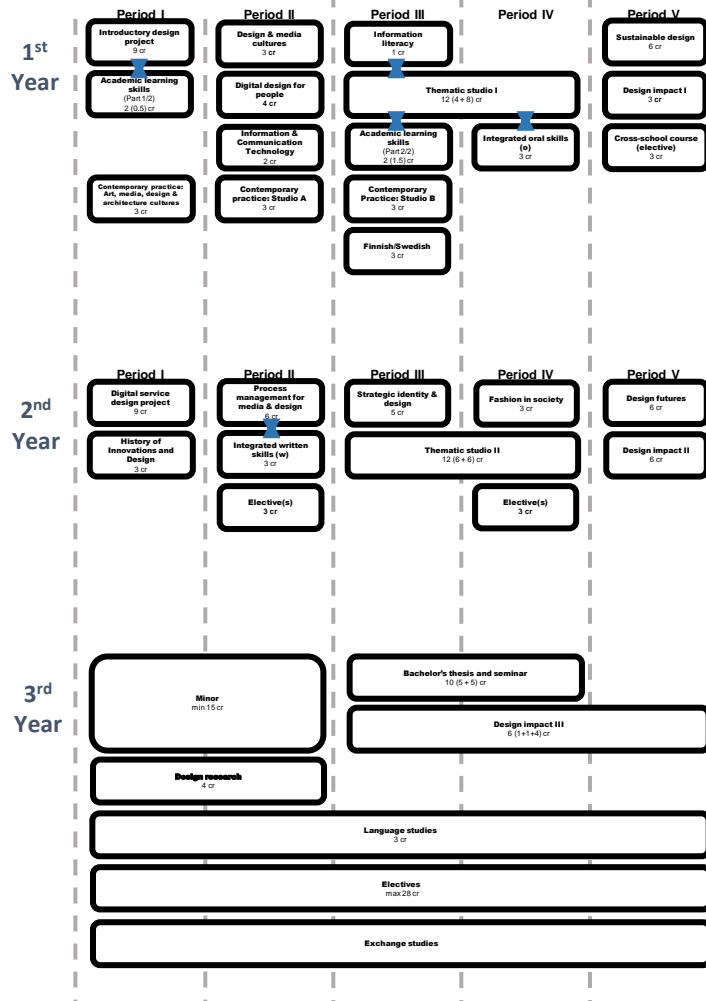 1st
Year
Period I
Period II
Period III
Period IV
Period V
Introductory design
project
9 cr
Design & media
cultures
3 cr
Information
literacy
1 cr
Sustainable design
6 cr
Academic learning
skills
(Part 1/2)
2 (0.5) cr
Digital design for
people
4 cr
Thematic studio I
12 (4 + 8) cr
Design impact I
3 cr
Information &
Communication
Technology
2 cr
Academic learning
skills
(Part 2/2)
2 (1.5) cr
Integrated oral skills
(o)
3 cr
Cross-school course
(elective)
3 cr
Contemporary practice:
Art, media, design &
architecture cultures
3 cr
Contemporary
practice: Studio A
3 cr
Contemporary
Practice: Studio B
3 cr
Finnish/Swedish
3 cr
2nd
Year
Period I
Period II
Period III
Period IV
Period V
Digital service
design project
9 cr
Process
management for
media & design
6 cr
Strategic identity &
design
5 cr
Fashion in society
3 cr
Design futures
6 cr
History of
Innovations and
Design
3 cr
Integrated written
skills (w)
3 cr
Thematic studio II
12 (6 + 6) cr
Design impact II
6 cr
Elective(s)
3 cr
Elective(s)
3 cr
3rd
Year
Minor
min 15 cr
Bachelor's thesis and seminar
10 (5 + 5) cr
Design impact III
6 (1+1+4) cr
Design research
4 cr
Language studies
3 cr
Electives
max 28 cr
Exchange studies